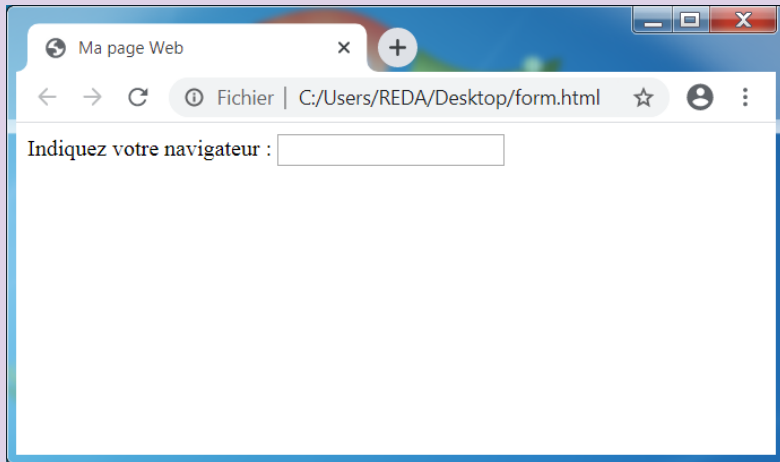 Ma page Web
Fichier | C:/Users/REDA/Desktop/form.html
Indiquez votre navigateur :